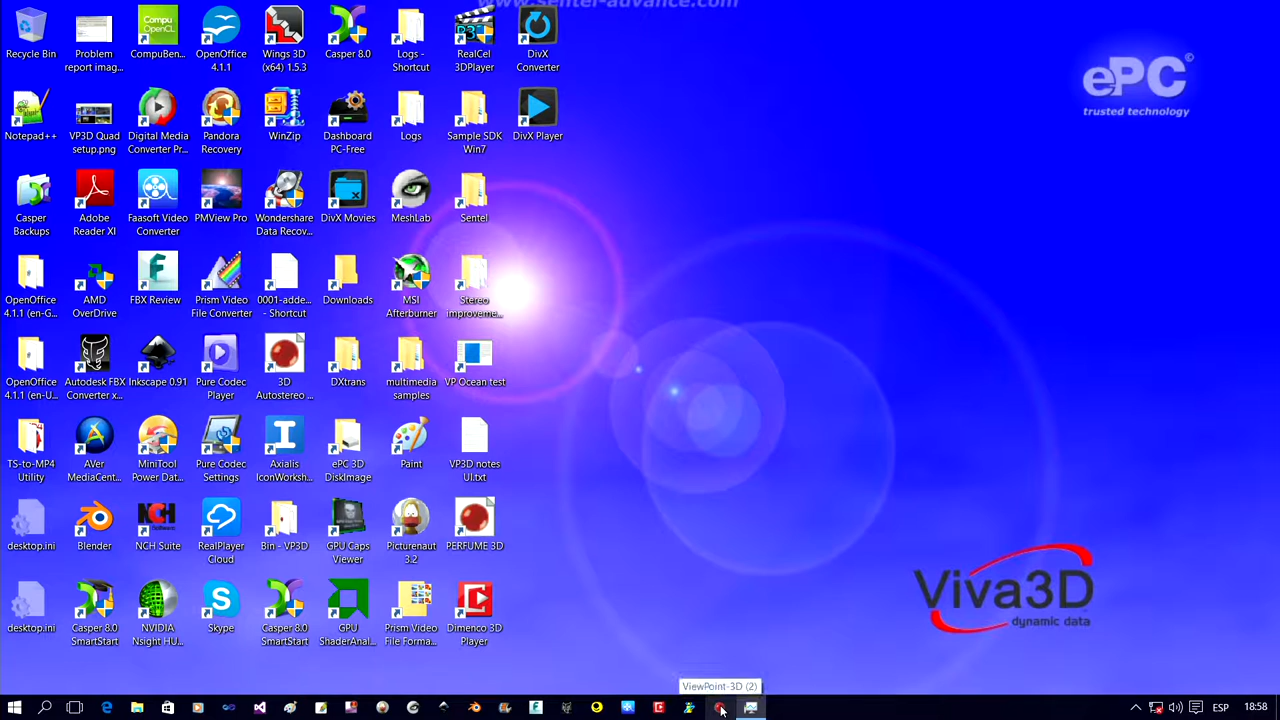 www.senter-advance.com
ePC
©
trusted technology
Recycle Bin
Problem
report imag...
CompuBen...
OpenOffice
4.1.1
Wings 3D
(x64) 1.5.3
Casper 8.0
Logs -
Shortcut
RealCel
3DPlayer
DivX
Converter
Notepad++
VP3D Quad
setup.png
Digital Media
Converter Pr...
Pandora
Recovery
WinZip
Dashboard
PC-Free
Logs
Sample SDK
Win7
DivX Player
Casper
Backups
Adobe
Reader XI
Faasoft Video
Converter
PMView Pro
Wondershare
Data Recov...
DivX Movies
MeshLab
Sentel
OpenOffice
4.1.1 (en-G...
AMD
OverDrive
FBX Review
Prism Video
File Converter
0001-adde...
- Shortcut
Downloads
MSI
Afterburner
Stereo
improveme...
OpenOffice
4.1.1 (en-U...
Autodesk FBX
Converter x...
Inkscape 0.91
Pure Codec
Player
3D
Autostereo ...
DXtrans
multimedia
samples
VP Ocean test
TS-to-MP4
Utility
AVer
MediaCent...
MiniTool
Power Dat...
Pure Codec
Settings
Axialis
IconWorksh...
ePC 3D
DiskImage
Paint
VP3D notes
UI.txt
desktop.ini
Blender
NCH Suite
RealPlayer
Cloud
Bin - VP3D
GPU Caps
Viewer
Picturenaut
3.2
PERFUME 3D
desktop.ini
Casper 8.0
SmartStart
NVIDIA
Nsight HU...
Skype
Casper 8.0
SmartStart
GPU
ShaderAnal...
Prism Video
File Forma...
Dimenco 3D
Player
Viva3D
dynamic data
ViewPoint-3D (2)
ESP
18:58